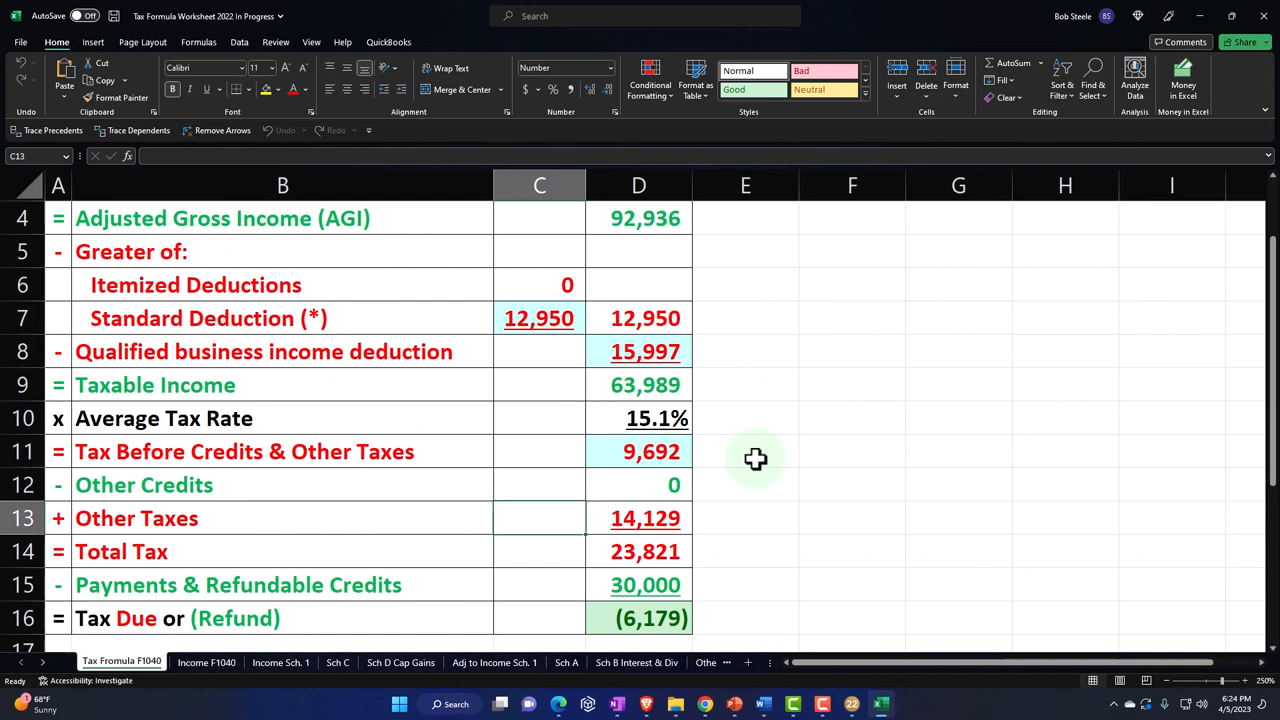 AutoSave Off Tax Formula Worksheet 2022 In Progress Search Bob Steele BS
File Home Insert Page Layout Formulas Data Review View Help QuickBooks Comments Share
Paste Cut Copy Format Painter
Calibri 11 A A B I U A
Wrap Text Merge & Center
Number $ % 9
Conditional Formatting Format as Table
Normal Bad Good Neutral
Insert Delete Format
AutoSum Fill Clear Sort & Filter Find & Select
Analyze Data Money in Excel
Undo Clipboard Font Alignment Number Styles Cells Editing Analysis Money in Excel
Trace Precedents Trace Dependents Remove Arrows Undo Redo
C13 fx
A B C D E F G H I
4 = Adjusted Gross Income (AGI) 92,936
5 - Greater of:
6 Itemized Deductions 0
7 Standard Deduction (*) 12,950 12,950
8 - Qualified business income deduction 15,997
9 = Taxable Income 63,989
10 x Average Tax Rate 15.1%
11 = Tax Before Credits & Other Taxes 9,692
12 - Other Credits 0
13 + Other Taxes 14,129
14 = Total Tax 23,821
15 - Payments & Refundable Credits 30,000
16 = Tax Due or (Refund) (6,179)
17
Tax Fromula F1040 Income F1040 Income Sch. 1 Sch C Sch D Cap Gains Adj to Income Sch. 1 Sch A Sch B Interest & Div Othe ...
Ready Accessibility: Investigate 250%
68°F
Sunny
Search 22
6:24 PM
4/5/2023